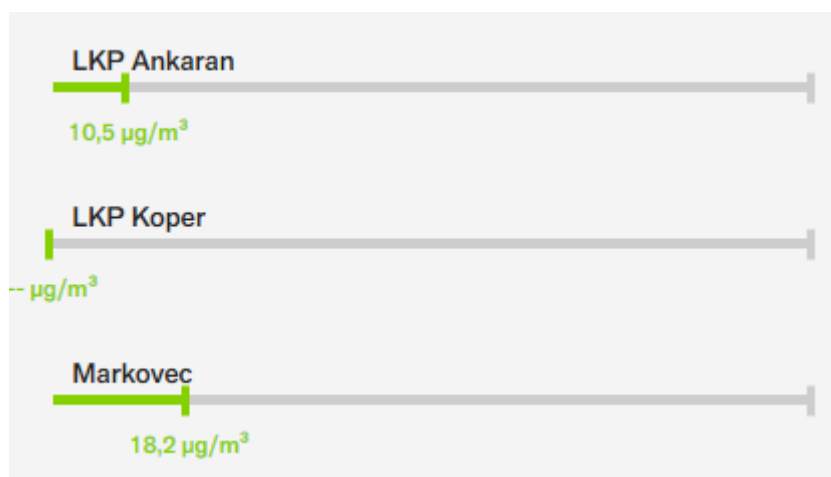 LKP Ankaran
10,5 µg/m³
LKP Koper
-- µg/m³
Markovec
18,2 µg/m³